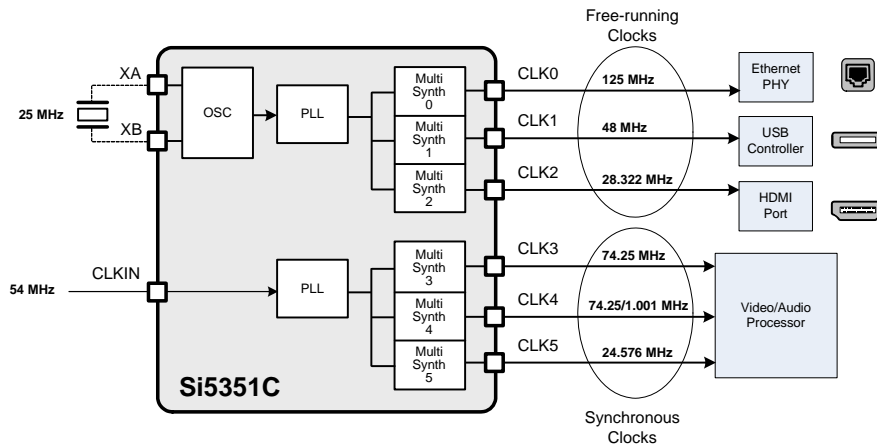 Free-running
Clocks
XA
25 MHz
XB
OSC
PLL
Multi
Synth
0
Multi
Synth
1
Multi
Synth
2
CLK0
125 MHz
CLK1
48 MHz
CLK2
28.322 MHz
Ethernet
PHY
USB
Controller
HDMI
Port
CLKIN
54 MHz
PLL
Multi
Synth
3
Multi
Synth
4
Multi
Synth
5
CLK3
74.25 MHz
CLK4
74.25/1.001 MHz
CLK5
24.576 MHz
Video/Audio
Processor
Si5351C
Synchronous
Clocks